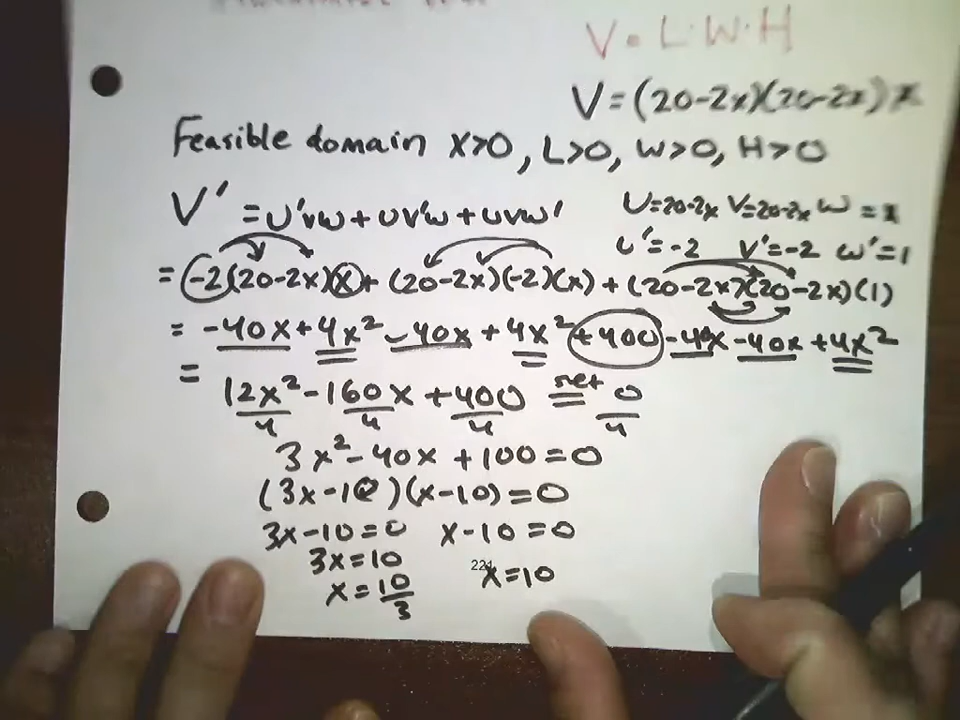 V = L·W·H
V = (20-2x)(20-2x)x
Feasible domain x>0, L>0, W>0, H>0
V' = u'vw + uv'w + uvw' u=20-2x v=20-2x w=x
u'=-2 v'=-2 w'=1
= -2(20-2x)(x) + (20-2x)(-2)(x) + (20-2x)(20-2x)(1)
= -40x + 4x² - 40x + 4x² + 400 - 40x - 40x + 4x²
=
12x²/4 - 160x/4 + 400/4 set = 0/4
3x² - 40x + 100 = 0
(3x-10)(x-10) = 0
3x-10=0 x-10=0
3x=10
x=10/3 x=10
221